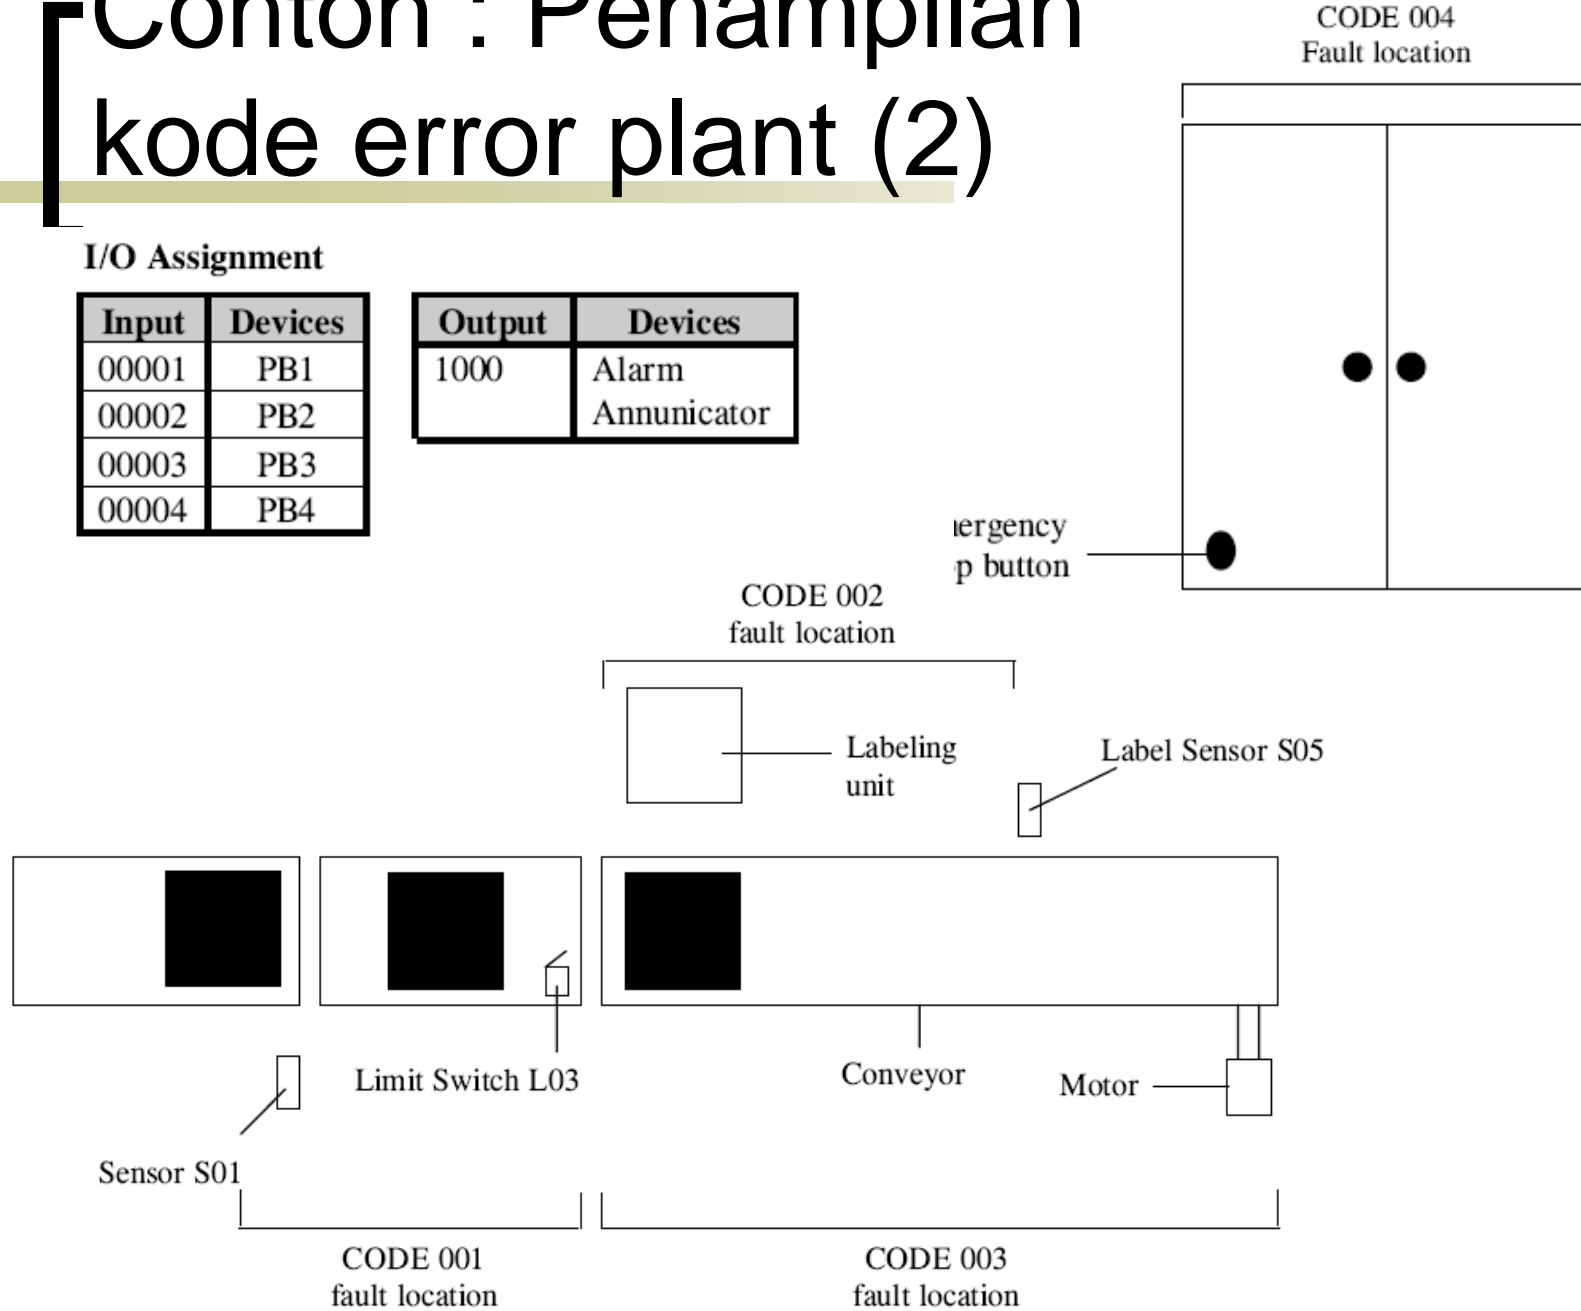 Contoh : Penampilan
kode error plant (2)
CODE 004
Fault location
I/O Assignment
Input Devices
00001 PB1
00002 PB2
00003 PB3
00004 PB4
Output Devices
1000 Alarm
Annunicator
ergency
p button
CODE 002
fault location
Labeling
unit
Label Sensor S05
Limit Switch L03
Conveyor
Motor
Sensor S01
CODE 001
fault location
CODE 003
fault location